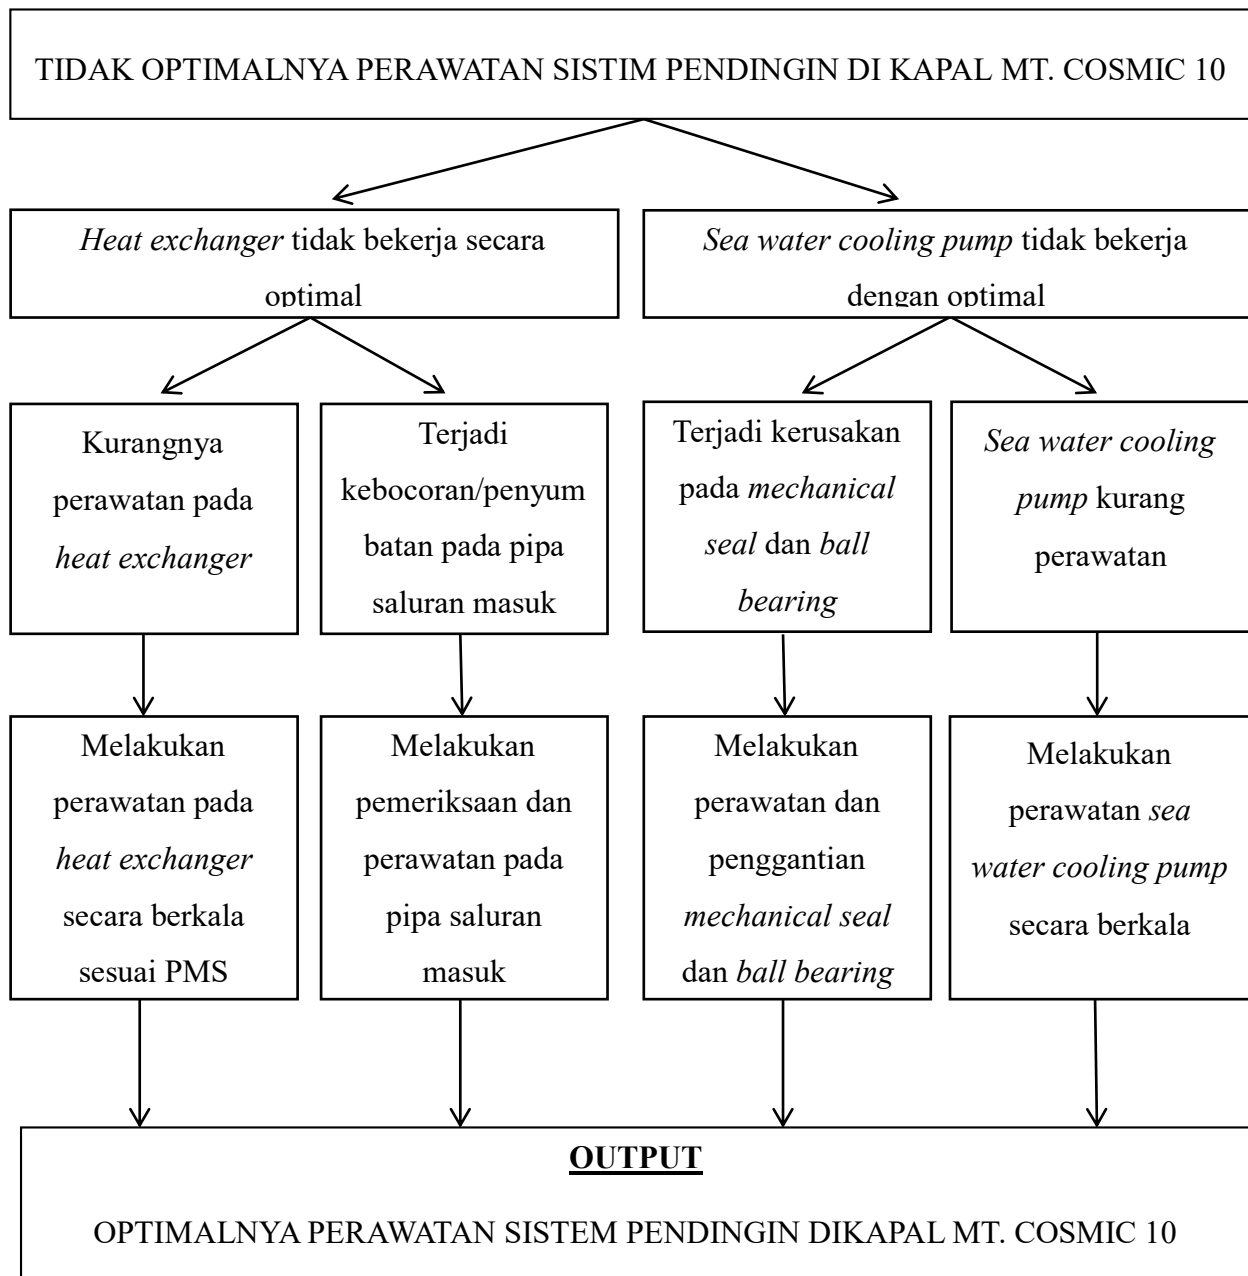 TIDAK OPTIMALNYA PERAWATAN SISTIM PENDINGIN DI KAPAL MT. COSMIC 10
Heat exchanger tidak bekerja secara
optimal
Sea water cooling pump tidak bekerja
dengan optimal
Kurangnya
perawatan pada
heat exchanger
Terjadi
kebocoran/penyum
batan pada pipa
saluran masuk
Terjadi kerusakan
pada mechanical
seal dan ball
bearing
Sea water cooling
pump kurang
perawatan
Melakukan
perawatan pada
heat exchanger
secara berkala
sesuai PMS
Melakukan
pemeriksaan dan
perawatan pada
pipa saluran
masuk
Melakukan
perawatan dan
penggantian
mechanical seal
dan ball bearing
Melakukan
perawatan sea
water cooling pump
secara berkala
OUTPUT
OPTIMALNYA PERAWATAN SISTEM PENDINGIN DIKAPAL MT. COSMIC 10